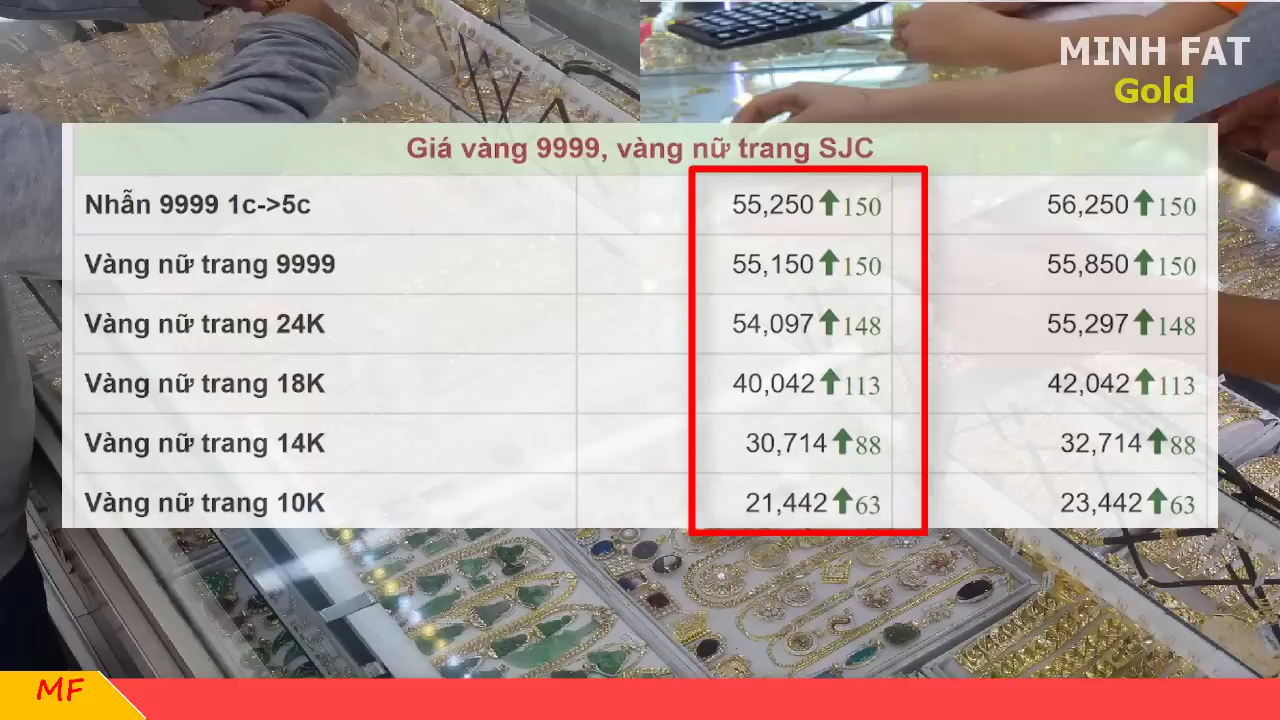 MINH FAT
Gold
Giá vàng 9999, vàng nữ trang SJC
Nhẫn 9999 1c->5c 55,250 ⬆150 56,250 ⬆150
Vàng nữ trang 9999 55,150 ⬆150 55,850 ⬆150
Vàng nữ trang 24K 54,097 ⬆148 55,297 ⬆148
Vàng nữ trang 18K 40,042 ⬆113 42,042 ⬆113
Vàng nữ trang 14K 30,714 ⬆88 32,714 ⬆88
Vàng nữ trang 10K 21,442 ⬆63 23,442 ⬆63
MF